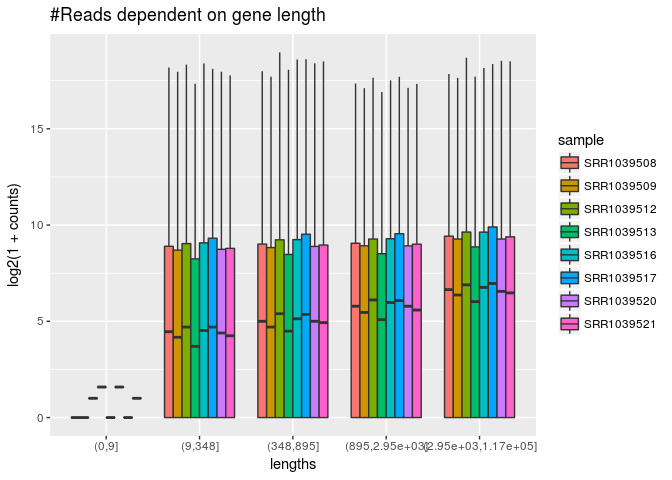 #Reads dependent on gene length
log2(1 + counts)
15
10
5
0
(0,9]
(9,348]
(348,895]
(895,2.95e+03]
(2.95e+03,1.17e+05]
lengths
sample
SRR1039508
SRR1039509
SRR1039512
SRR1039513
SRR1039516
SRR1039517
SRR1039520
SRR1039521